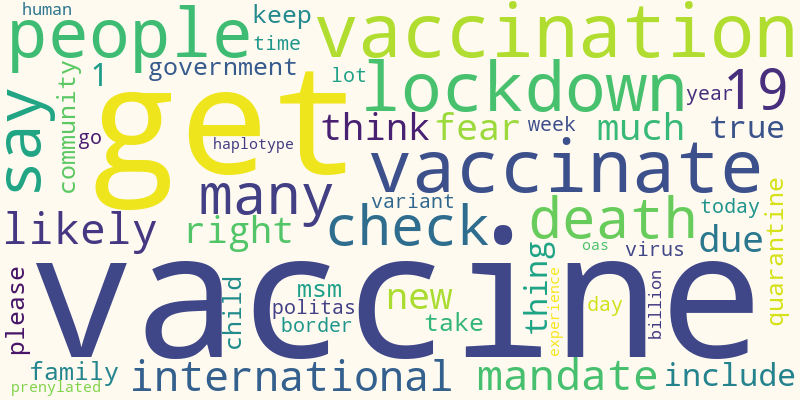 human
people
keep
vaccination
time
government
lot
lockdown
1
19
year
say
community
get
go
haplotype
think
fear
week
much
true
vaccinate
many
variant
likely
right
check
death
today
due
oas
virus
quarantine
vaccine
please
child
msm
politas
border
new
take
thing
experience
day
billion
family
prenylated
international
mandate
include